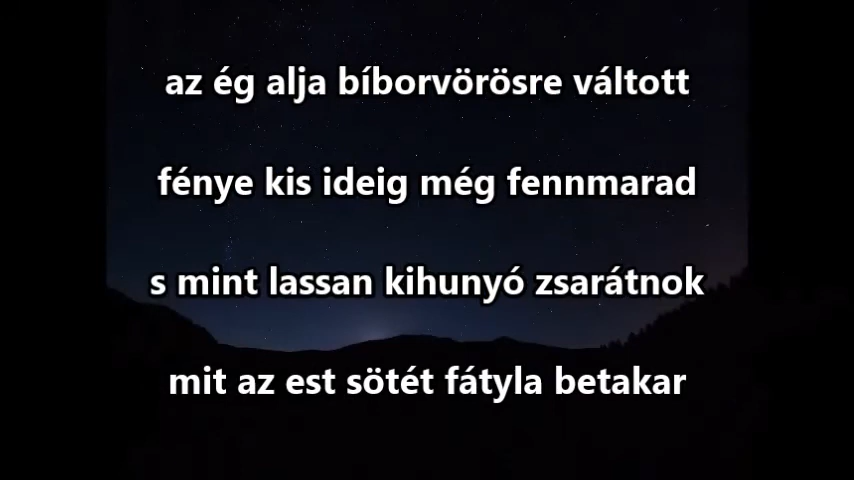 az ég alja bíborvörösre váltott
fénye kis ideig még fennmarad
s mint lassan kihunyó zsarátnok
mit az est sötét fátyla betakar